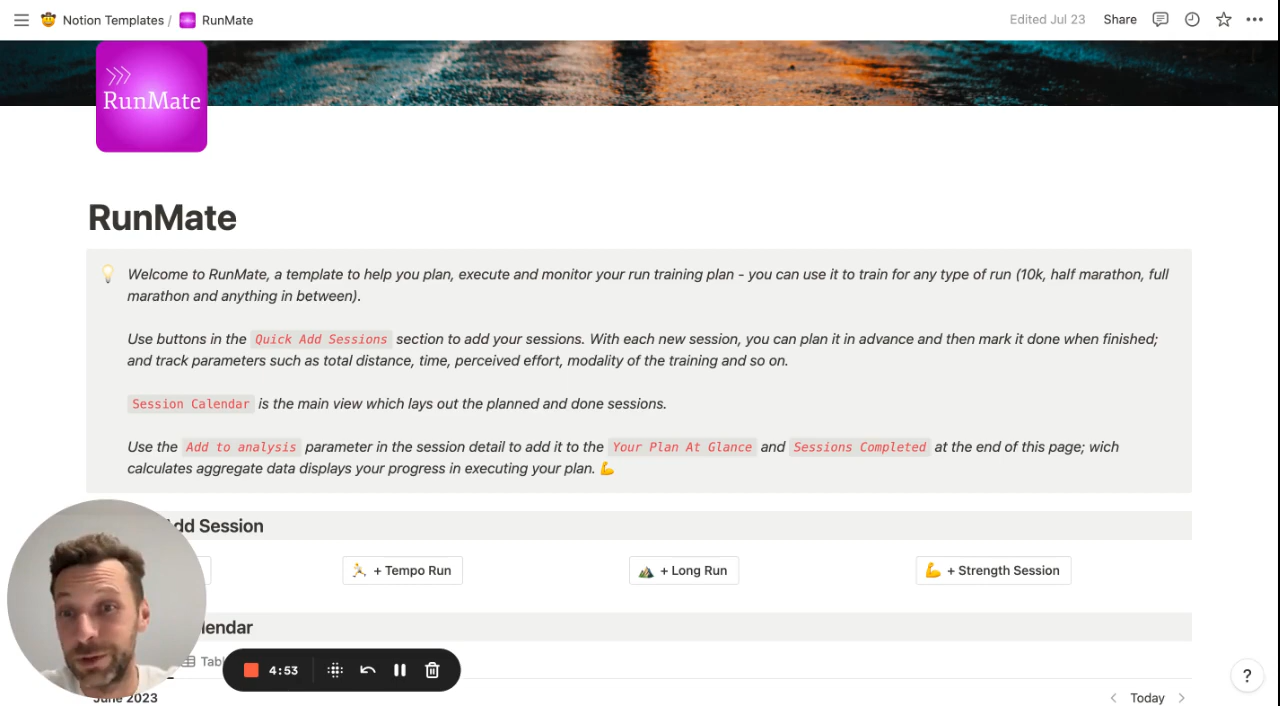 Notion Templates / RunMate
Edited Jul 23 Share
RunMate
RunMate
Welcome to RunMate, a template to help you plan, execute and monitor your run training plan - you can use it to train for any type of run (10k, half marathon, full
marathon and anything in between).
Use buttons in the Quick Add Sessions section to add your sessions. With each new session, you can plan it in advance and then mark it done when finished;
and track parameters such as total distance, time, perceived effort, modality of the training and so on.
Session Calendar is the main view which lays out the planned and done sessions.
Use the Add to analysis parameter in the session detail to add it to the Your Plan At Glance and Sessions Completed at the end of this page; wich
calculates aggregate data displays your progress in executing your plan.
Add Session
+ Tempo Run + Long Run + Strength Session
lendar
Tabl
4:53
June 2023 Today
?